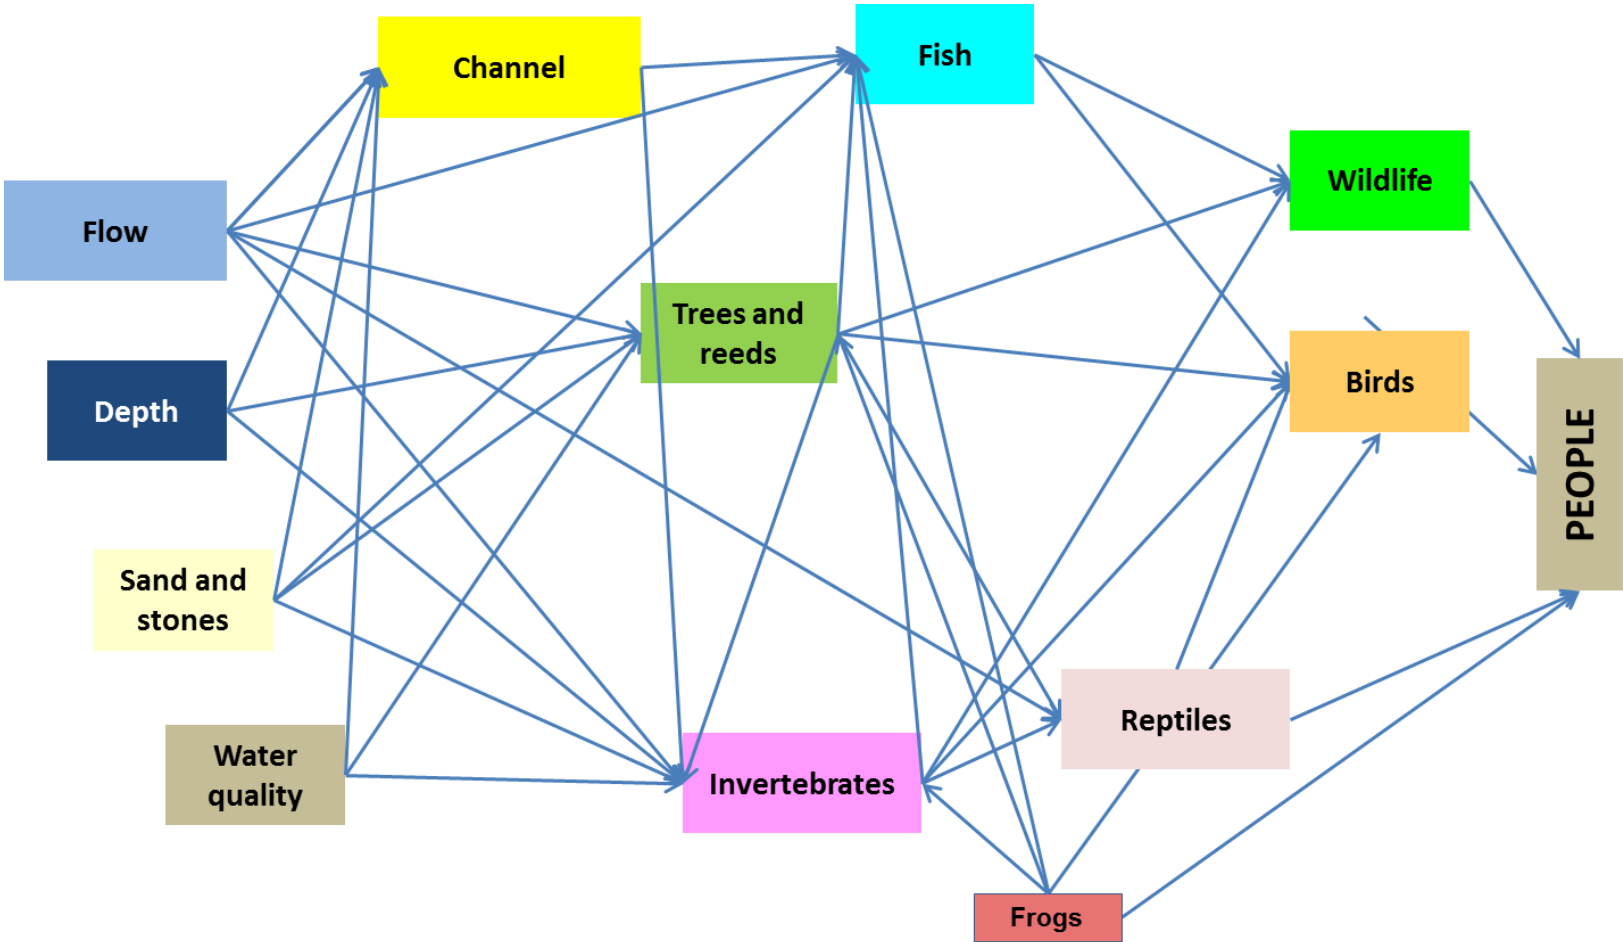 Channel
Fish
Wildlife
Flow
Trees and
reeds
Birds
Depth
PEOPLE
Sand and
stones
Reptiles
Water
quality
Invertebrates
Frogs